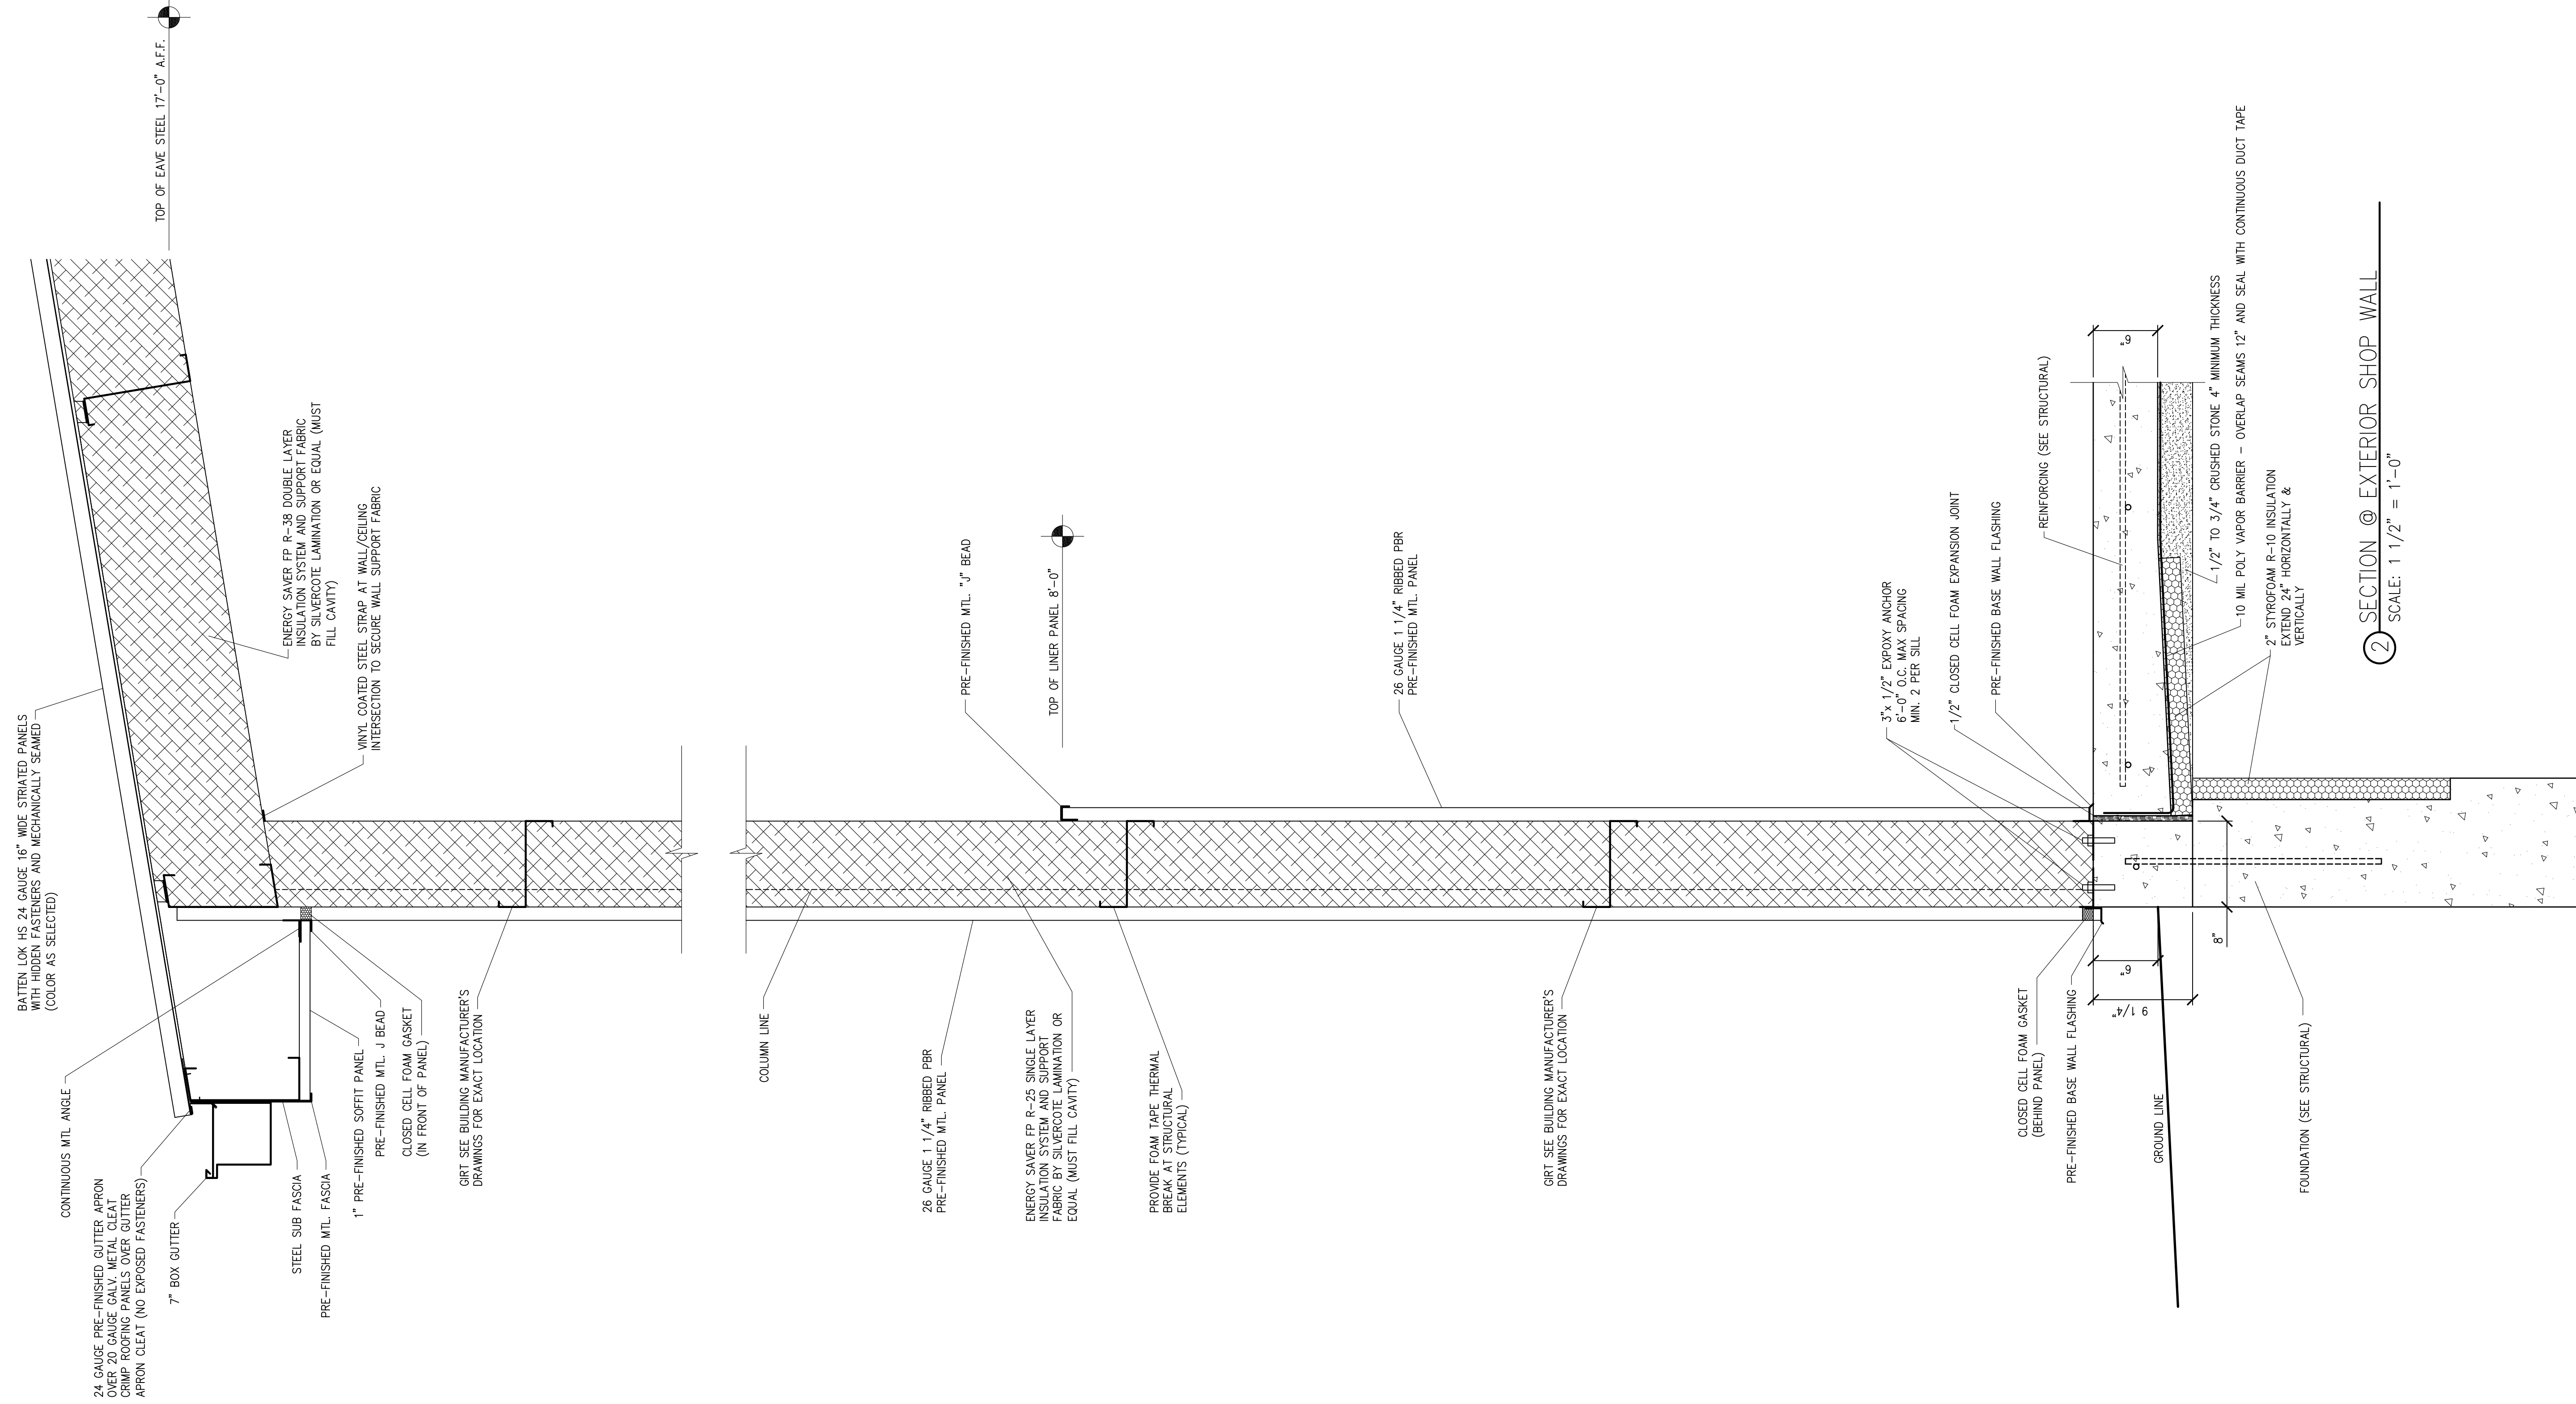 BATTEN LOK HS 24 GAUGE 16" WIDE STRIATED PANELS
WITH HIDDEN FASTENERS AND MECHANICALLY SEAMED
(COLOR AS SELECTED)
TOP OF EAVE STEEL 17'-0" A.F.F.
ENERGY SAVER FP R-38 DOUBLE LAYER
INSULATION SYSTEM AND SUPPORT FABRIC
BY SILVERCOTE LAMINATION OR EQUAL (MUST
FILL CAVITY)
VINYL COATED STEEL STRAP AT WALL/CEILING
INTERSECTION TO SECURE WALL SUPPORT FABRIC
CONTINUOUS MTL ANGLE
24 GAUGE PRE-FINISHED GUTTER APRON
OVER 20 GAUGE GALV. METAL CLEAT
CRIMP ROOFING PANELS OVER GUTTER
APRON CLEAT (NO EXPOSED FASTENERS)
7" BOX GUTTER
STEEL SUB FASCIA
PRE-FINISHED MTL. FASCIA
1" PRE-FINISHED SOFFIT PANEL
PRE-FINISHED MTL. J BEAD
CLOSED CELL FOAM GASKET
(IN FRONT OF PANEL)
GIRT SEE BUILDING MANUFACTURER'S
DRAWINGS FOR EXACT LOCATION
COLUMN LINE
PRE-FINISHED MTL. "J" BEAD
TOP OF LINER PANEL 8'-0"
26 GAUGE 1 1/4" RIBBED PBR
PRE-FINISHED MTL. PANEL
ENERGY SAVER FP R-25 SINGLE LAYER
INSULATION SYSTEM AND SUPPORT
FABRIC BY SILVERCOTE LAMINATION OR
EQUAL (MUST FILL CAVITY)
PROVIDE FOAM TAPE THERMAL
BREAK AT STRUCTURAL
ELEMENTS (TYPICAL)
26 GAUGE 1 1/4" RIBBED PBR
PRE-FINISHED MTL. PANEL
GIRT SEE BUILDING MANUFACTURER'S
DRAWINGS FOR EXACT LOCATION
3"x 1/2" EXPOXY ANCHOR
6'-0" O.C. MAX SPACING
MIN. 2 PER SILL
1/2" CLOSED CELL FOAM EXPANSION JOINT
PRE-FINISHED BASE WALL FLASHING
REINFORCING (SEE STRUCTURAL)
6"
CLOSED CELL FOAM GASKET
(BEHIND PANEL)
PRE-FINISHED BASE WALL FLASHING
6"
9 1/4"
GROUND LINE
8"
1/2" TO 3/4" CRUSHED STONE 4" MINIMUM THICKNESS
10 MIL POLY VAPOR BARRIER - OVERLAP SEAMS 12" AND SEAL WITH CONTINUOUS DUCT TAPE
2" STYROFOAM R-10 INSULATION
EXTEND 24" HORIZONTALLY &
VERTICALLY
FOUNDATION (SEE STRUCTURAL)
2 SECTION @ EXTERIOR SHOP WALL
SCALE: 1 1/2" = 1'-0"